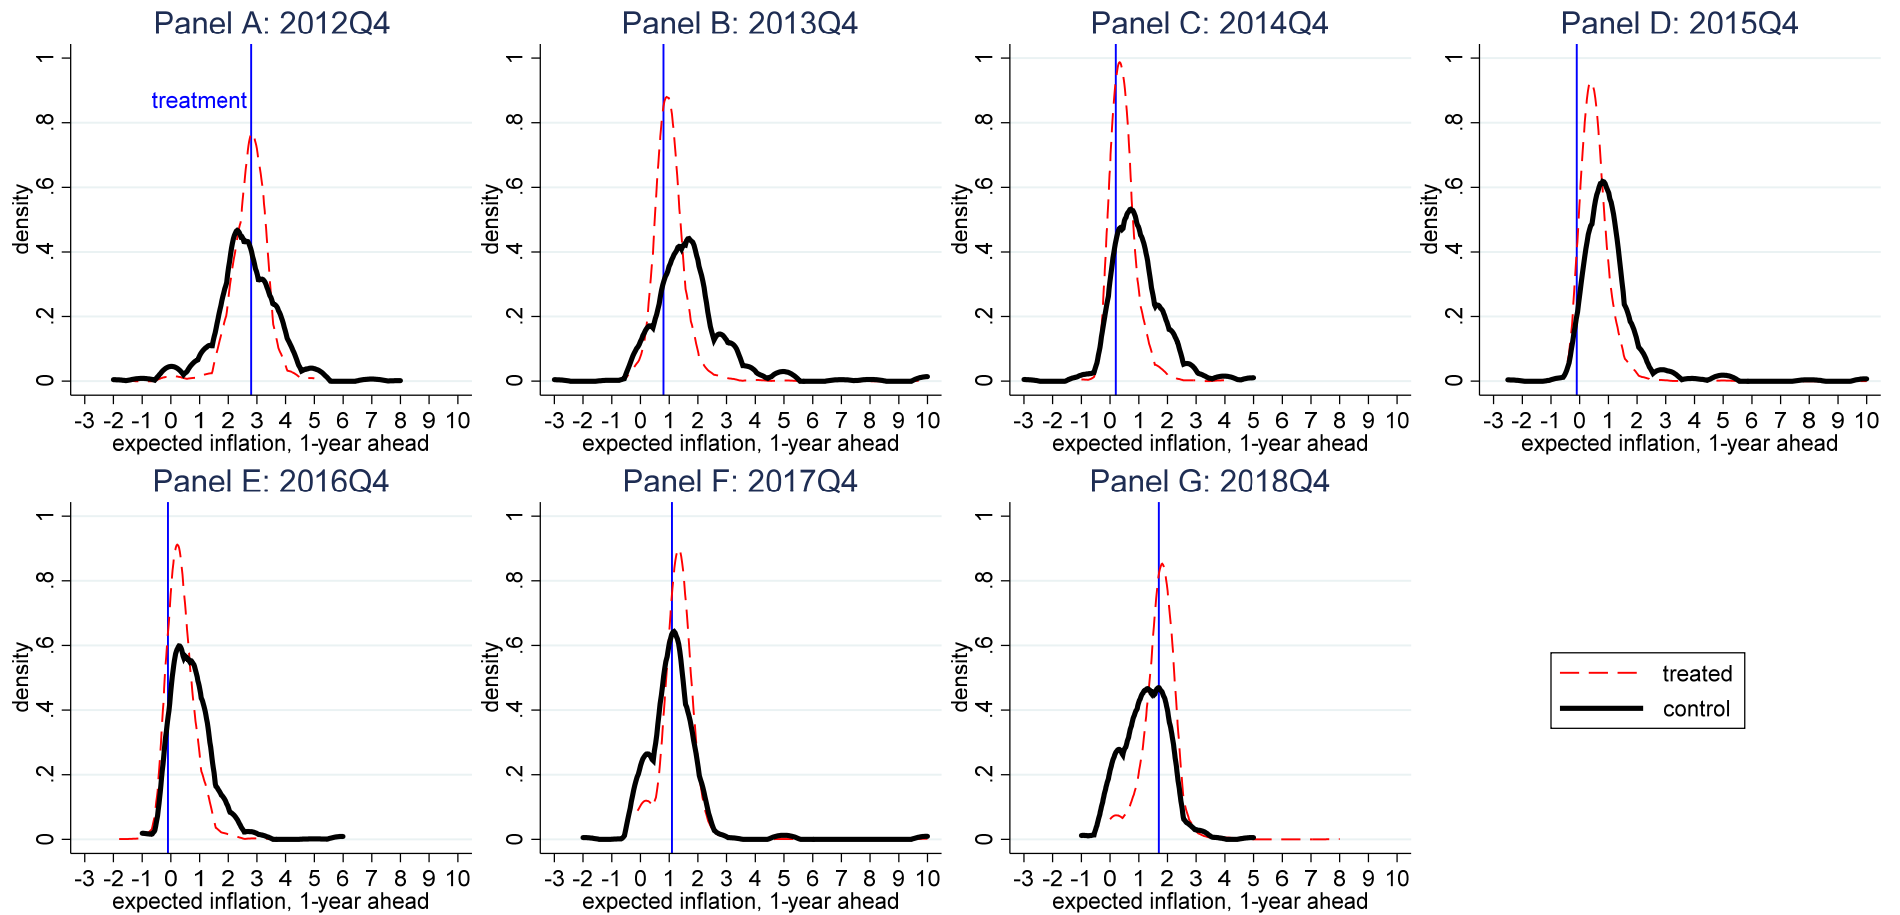 Panel A: 2012Q4
density
0 .2 .4 .6 .8 1
treatment
-3 -2 -1 0 1 2 3 4 5 6 7 8 9 10
expected inflation, 1-year ahead
Panel B: 2013Q4
density
0 .2 .4 .6 .8 1
-3 -2 -1 0 1 2 3 4 5 6 7 8 9 10
expected inflation, 1-year ahead
Panel C: 2014Q4
density
0 .2 .4 .6 .8 1
-3 -2 -1 0 1 2 3 4 5 6 7 8 9 10
expected inflation, 1-year ahead
Panel D: 2015Q4
density
0 .2 .4 .6 .8 1
-3 -2 -1 0 1 2 3 4 5 6 7 8 9 10
expected inflation, 1-year ahead
Panel E: 2016Q4
density
0 .2 .4 .6 .8 1
-3 -2 -1 0 1 2 3 4 5 6 7 8 9 10
expected inflation, 1-year ahead
Panel F: 2017Q4
density
0 .2 .4 .6 .8 1
-3 -2 -1 0 1 2 3 4 5 6 7 8 9 10
expected inflation, 1-year ahead
Panel G: 2018Q4
density
0 .2 .4 .6 .8 1
-3 -2 -1 0 1 2 3 4 5 6 7 8 9 10
expected inflation, 1-year ahead
treated
control